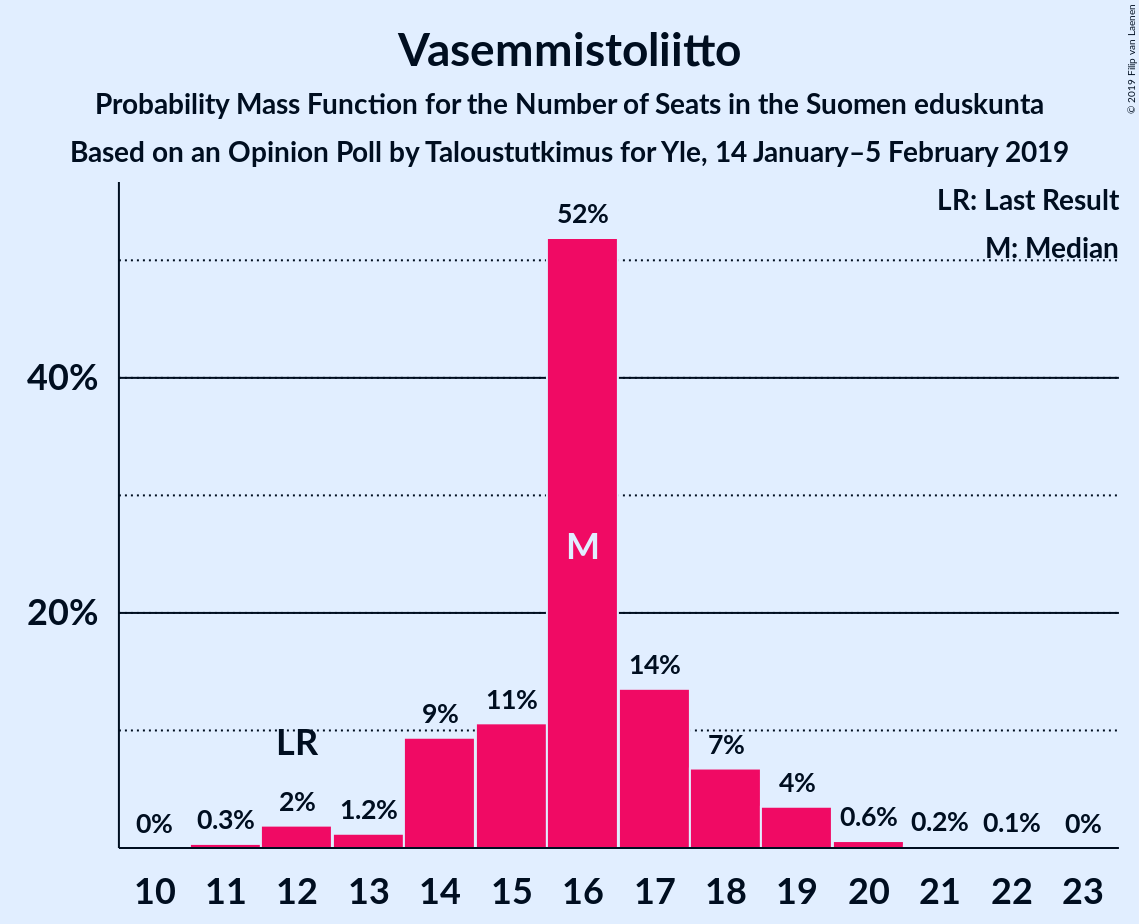 Vasemmistoliitto
Probability Mass Function for the Number of Seats in the Suomen eduskunta
Based on an Opinion Poll by Taloustutkimus for Yle, 14 January–5 February 2019
© 2019 Filip van Laenen
LR: Last Result
M: Median
40%
20%
0%
0.3%
2%
LR
1.2%
9%
11%
52%
M
14%
7%
4%
0.6%
0.2%
0.1%
0%
10 11 12 13 14 15 16 17 18 19 20 21 22 23